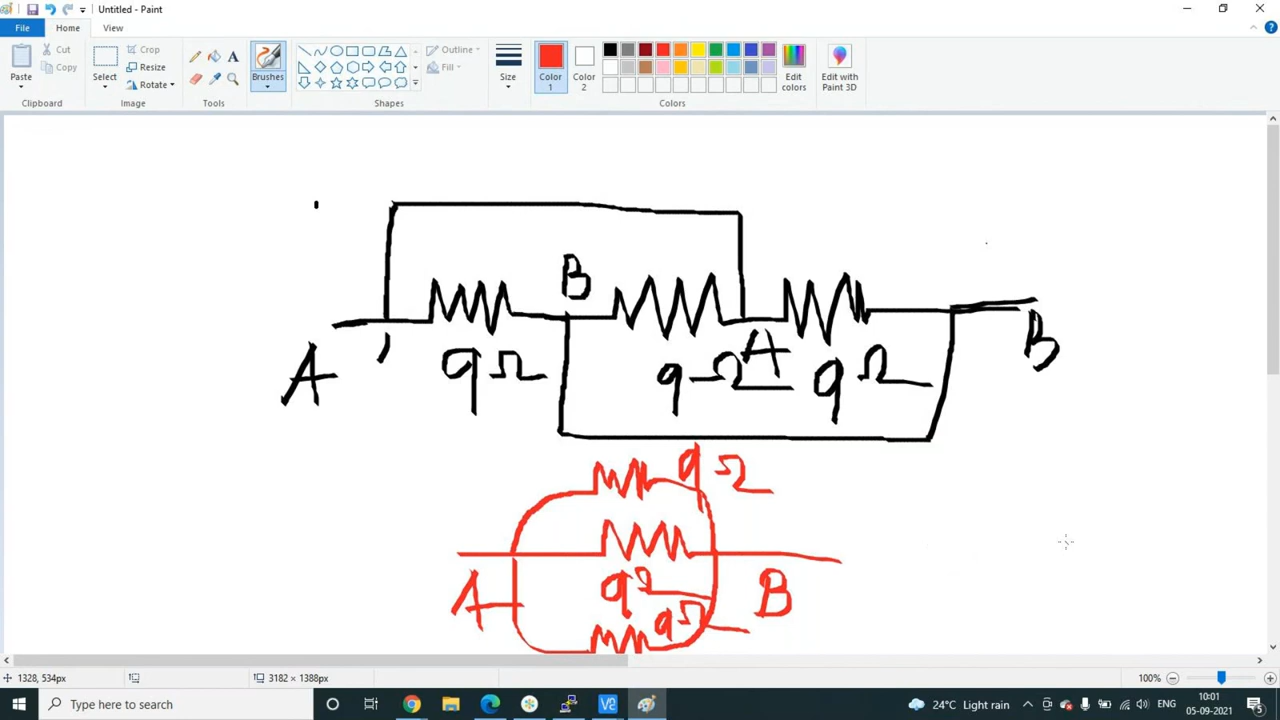 Untitled - Paint
File Home View
Paste
Cut
Copy
Clipboard
Select
Crop
Resize
Rotate
Image
Tools
Brushes
Shapes
Outline
Fill
Size
Color 1
Color 2
Edit colors
Colors
Edit with Paint 3D
B
A 9Ω 9Ω A 9Ω B
9Ω
A 9Ω B
9Ω
1328, 534px 3182 × 1388px 100%
Type here to search 24°C Light rain ENG 10:01 05-09-2021 5